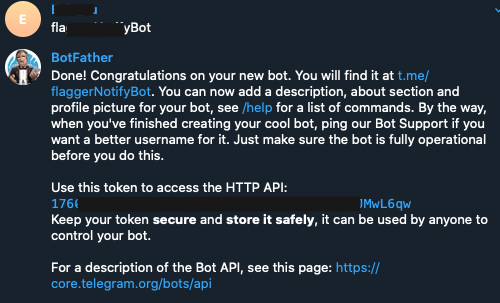 E
fla yBot
BotFather
Done! Congratulations on your new bot. You will find it at t.me/
flaggerNotifyBot. You can now add a description, about section and
profile picture for your bot, see /help for a list of commands. By the way,
when you've finished creating your cool bot, ping our Bot Support if you
want a better username for it. Just make sure the bot is fully operational
before you do this.
Use this token to access the HTTP API:
176 MwL6qw
Keep your token secure and store it safely, it can be used by anyone to
control your bot.
For a description of the Bot API, see this page: https://
core.telegram.org/bots/api